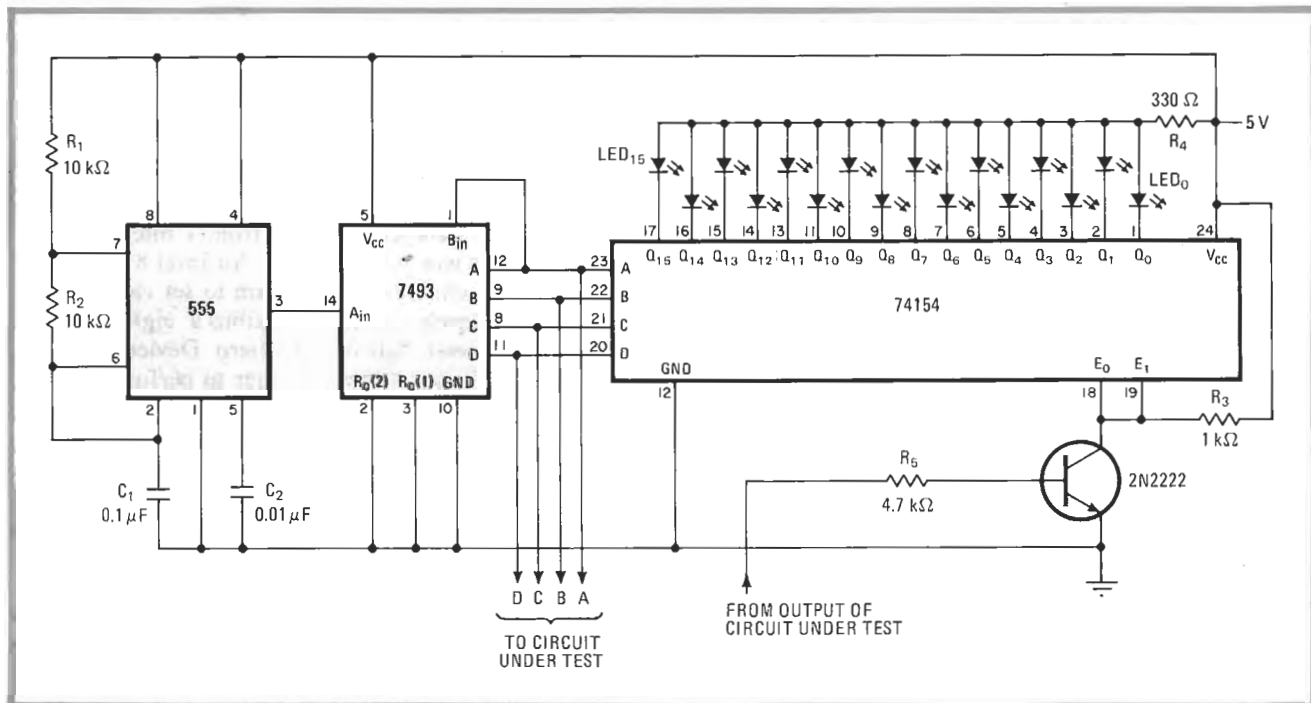 R1
10 kΩ
R2
10 kΩ
8
4
7
6
555
3
2
1
5
C1
0.1 μF
C2
0.01 μF
5
1
VCC
Bin
7493
14
Ain
A
B
C
D
12
9
8
11
R0(2)
R0(1)
GND
2
3
10
D
C
B
A
TO CIRCUIT
UNDER TEST
330 Ω
R4
5 V
LED15
LED0
17
16
15
14
13
11
10
9
8
7
6
5
4
3
2
1
24
Q15
Q14
Q13
Q12
Q11
Q10
Q9
Q8
Q7
Q6
Q5
Q4
Q3
Q2
Q1
Q0
VCC
23
A
22
B
21
C
20
D
74154
GND
12
E0
E1
18
19
R3
1 kΩ
R5
4.7 kΩ
2N2222
FROM OUTPUT OF
CIRCUIT UNDER TEST